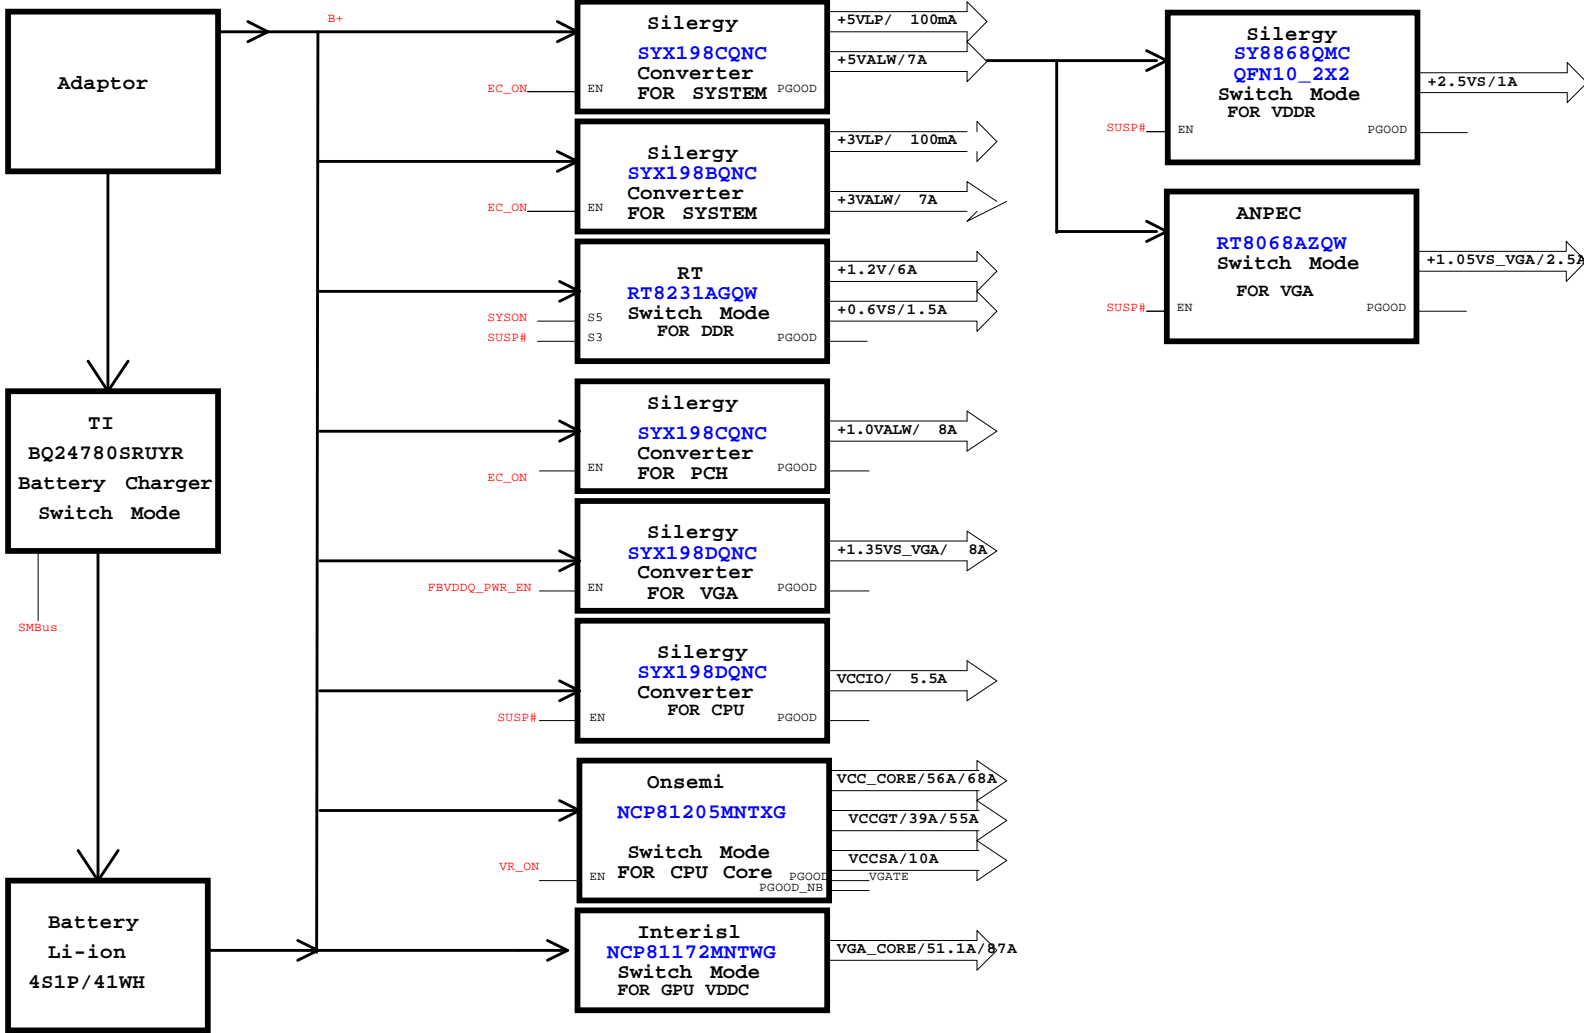 Adaptor
B+
TI
BQ24780SRUYR
Battery Charger
Switch Mode
SMBus
Battery
Li-ion
4S1P/41WH
Silergy
SYX198CQNC
Converter
FOR SYSTEM
EC_ON
EN
PGOOD
+5VLP/ 100mA
+5VALW/7A
Silergy
SYX198BQNC
Converter
FOR SYSTEM
EC_ON
EN
+3VLP/ 100mA
+3VALW/ 7A
RT
RT8231AGQW
Switch Mode
FOR DDR
SYSON
S5
SUSP#
S3
PGOOD
+1.2V/6A
+0.6VS/1.5A
Silergy
SYX198CQNC
Converter
FOR PCH
EC_ON
EN
PGOOD
+1.0VALW/ 8A
Silergy
SYX198DQNC
Converter
FOR VGA
FBVDDQ_PWR_EN
EN
PGOOD
+1.35VS_VGA/ 8A
Silergy
SYX198DQNC
Converter
FOR CPU
SUSP#
EN
PGOOD
VCCIO/ 5.5A
Onsemi
NCP81205MNTXG
Switch Mode
FOR CPU Core
VR_ON
EN
PGOOD
VGATE
PGOOD_NB
VCC_CORE/56A/68A
VCCGT/39A/55A
VCCSA/10A
Interisl
NCP81172MNTWG
Switch Mode
FOR GPU VDDC
VGA_CORE/51.1A/87A
Silergy
SY8868QMC
QFN10_2X2
Switch Mode
FOR VDDR
SUSP#
EN
PGOOD
+2.5VS/1A
ANPEC
RT8068AZQW
Switch Mode
FOR VGA
SUSP#
EN
PGOOD
+1.05VS_VGA/2.5A